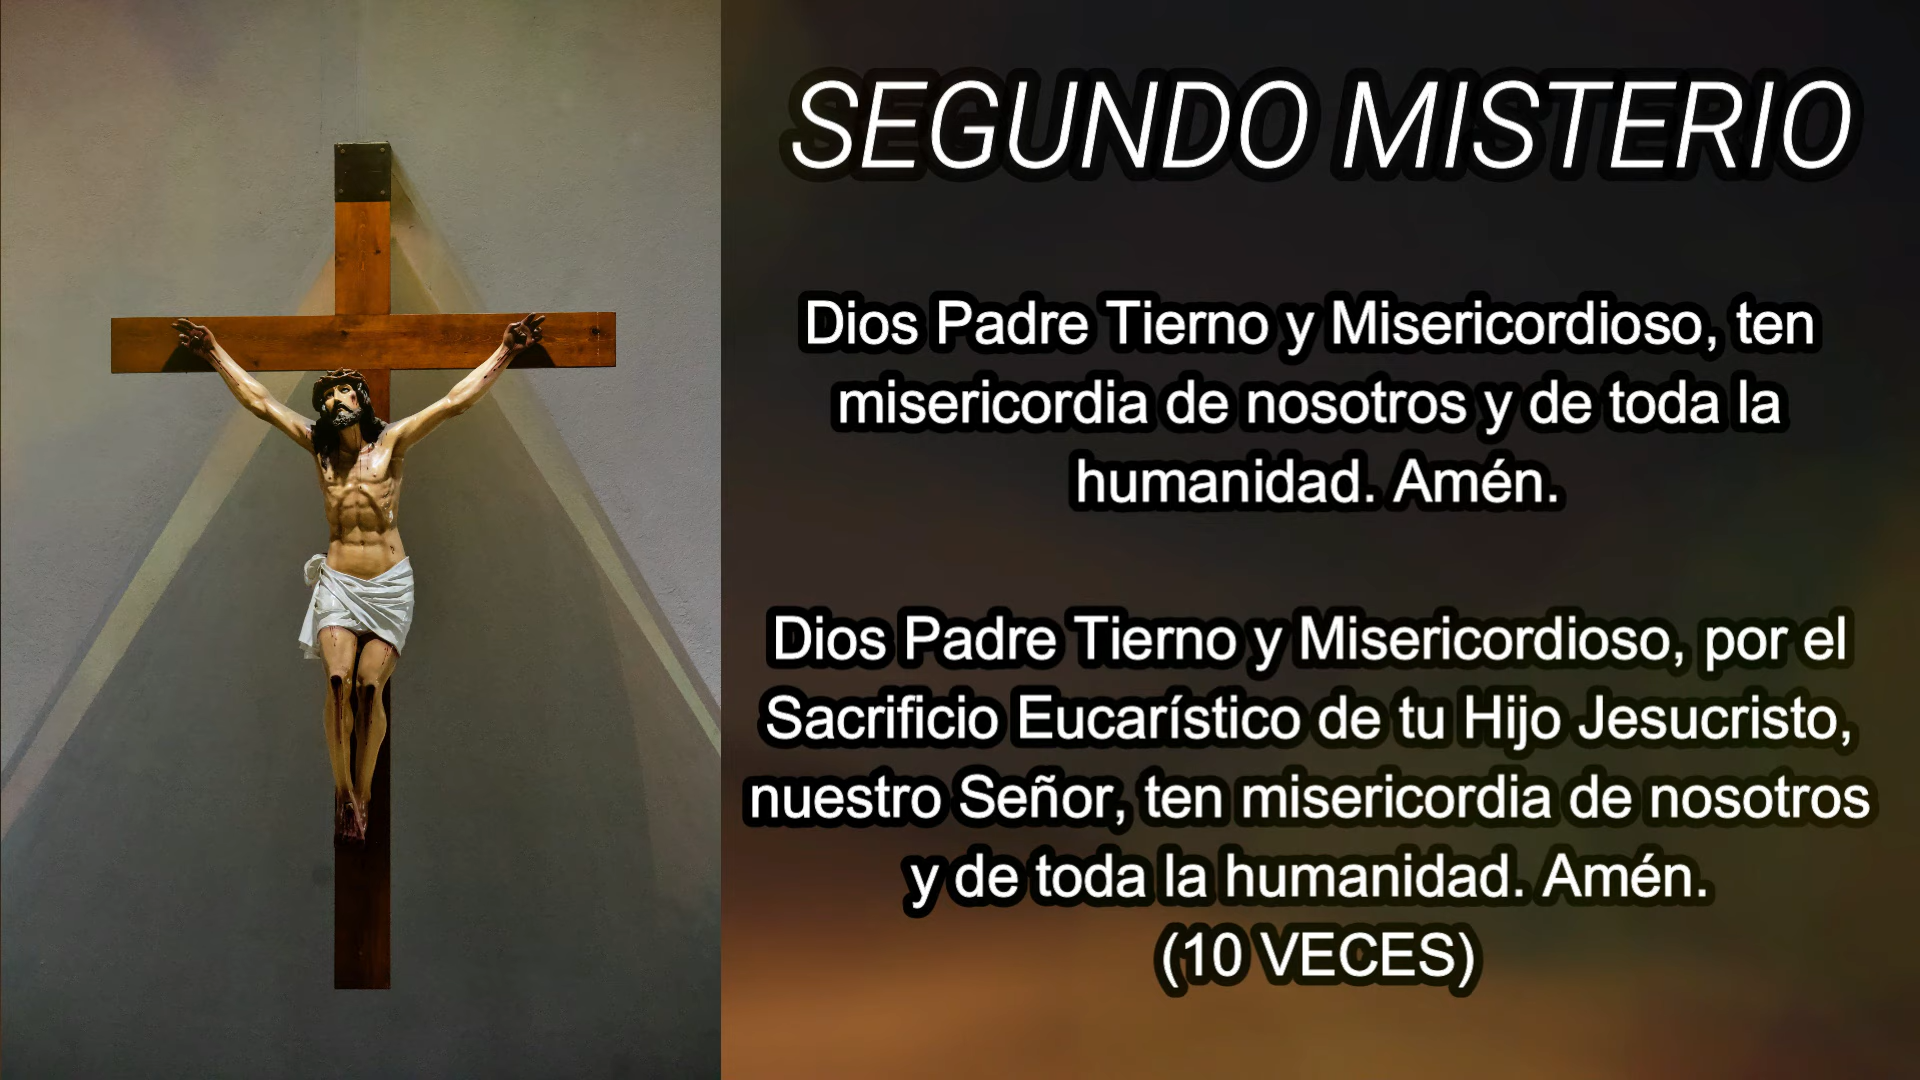 SEGUNDO MISTERIO
Dios Padre Tierno y Misericordioso, ten
misericordia de nosotros y de toda la
humanidad. Amén.
Dios Padre Tierno y Misericordioso, por el
Sacrificio Eucarístico de tu Hijo Jesucristo,
nuestro Señor, ten misericordia de nosotros
y de toda la humanidad. Amén.
(10 VECES)